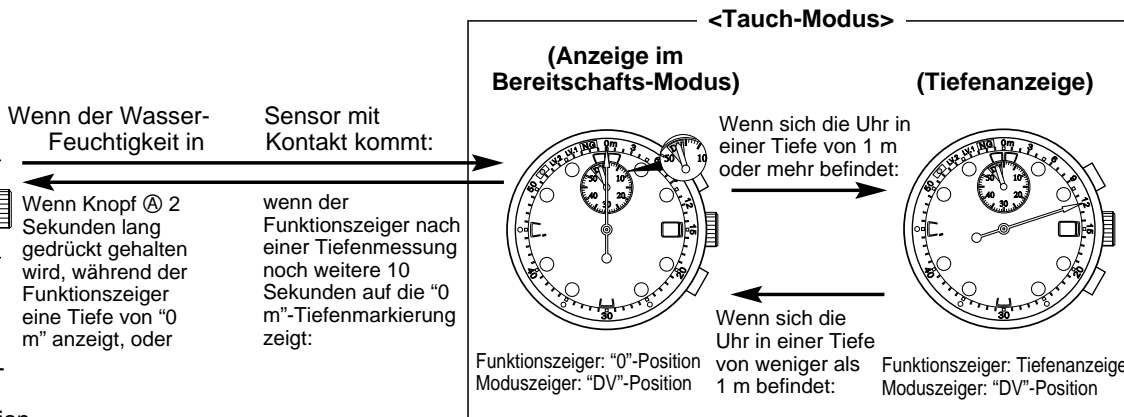 <Tauch-Modus>
(Anzeige im
Bereitschafts-Modus)
(Tiefenanzeige)
Wenn der Wasser-
Feuchtigkeit in
Sensor mit
Kontakt kommt:
Wenn Knopf Ⓐ 2
Sekunden lang
gedrückt gehalten
wird, während der
Funktionszeiger
eine Tiefe von “0
m” anzeigt, oder
wenn der
Funktionszeiger nach
einer Tiefenmessung
noch weitere 10
Sekunden auf die “0
m”-Tiefenmarkierung
zeigt:
Wenn sich die Uhr in
einer Tiefe von 1 m
oder mehr befindet:
Wenn sich die
Uhr in einer Tiefe
von weniger als
1 m befindet:
Funktionszeiger: “0”-Position
Moduszeiger: “DV”-Position
Funktionszeiger: Tiefenanzeige
Moduszeiger: “DV”-Position